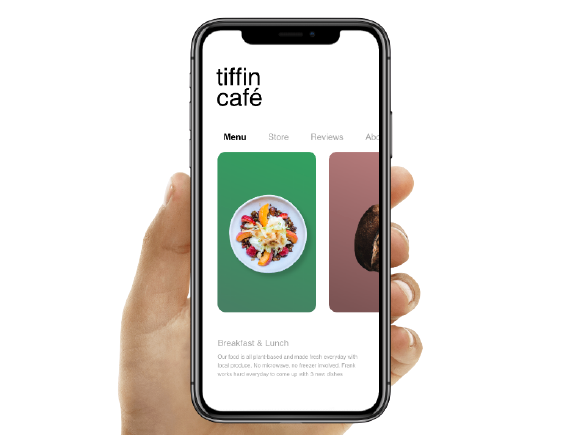 tiffin
café
Menu Store Reviews Abo
Breakfast & Lunch
Our food is all plant based and made fresh everyday with
local produce. No microwave, no freezer involved. Frank
works hard everyday to come up with 3 new dishes